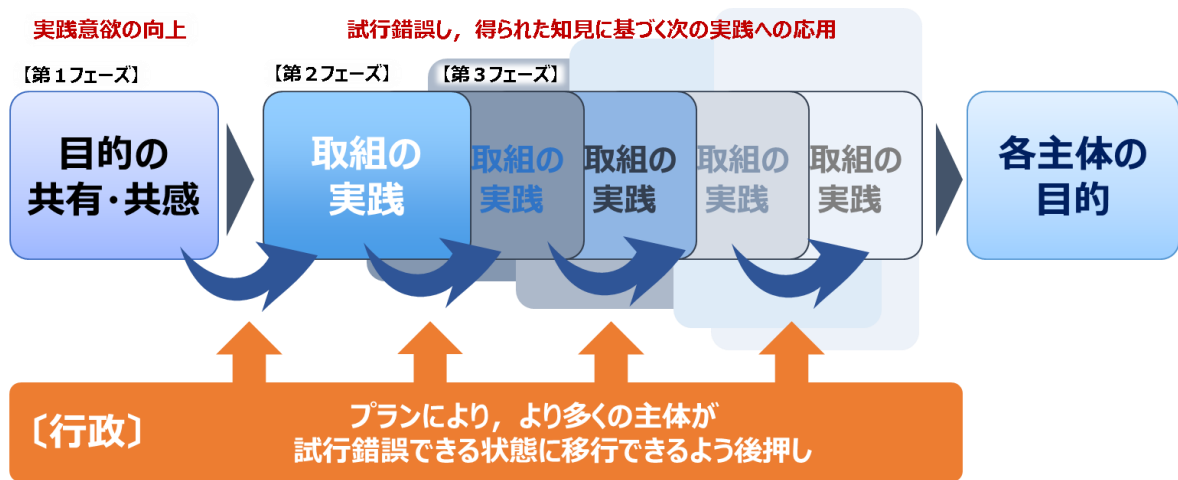 実践意欲の向上
試行錯誤し，得られた知見に基づく次の実践への応用
【第１フェーズ】
【第２フェーズ】
【第３フェーズ】
目的の
共有・共感
取組の
実践
取組の
実践
取組の
実践
取組の
実践
取組の
実践
各主体の
目的
〔行政〕
プランにより，より多くの主体が
試行錯誤できる状態に移行できるよう後押し